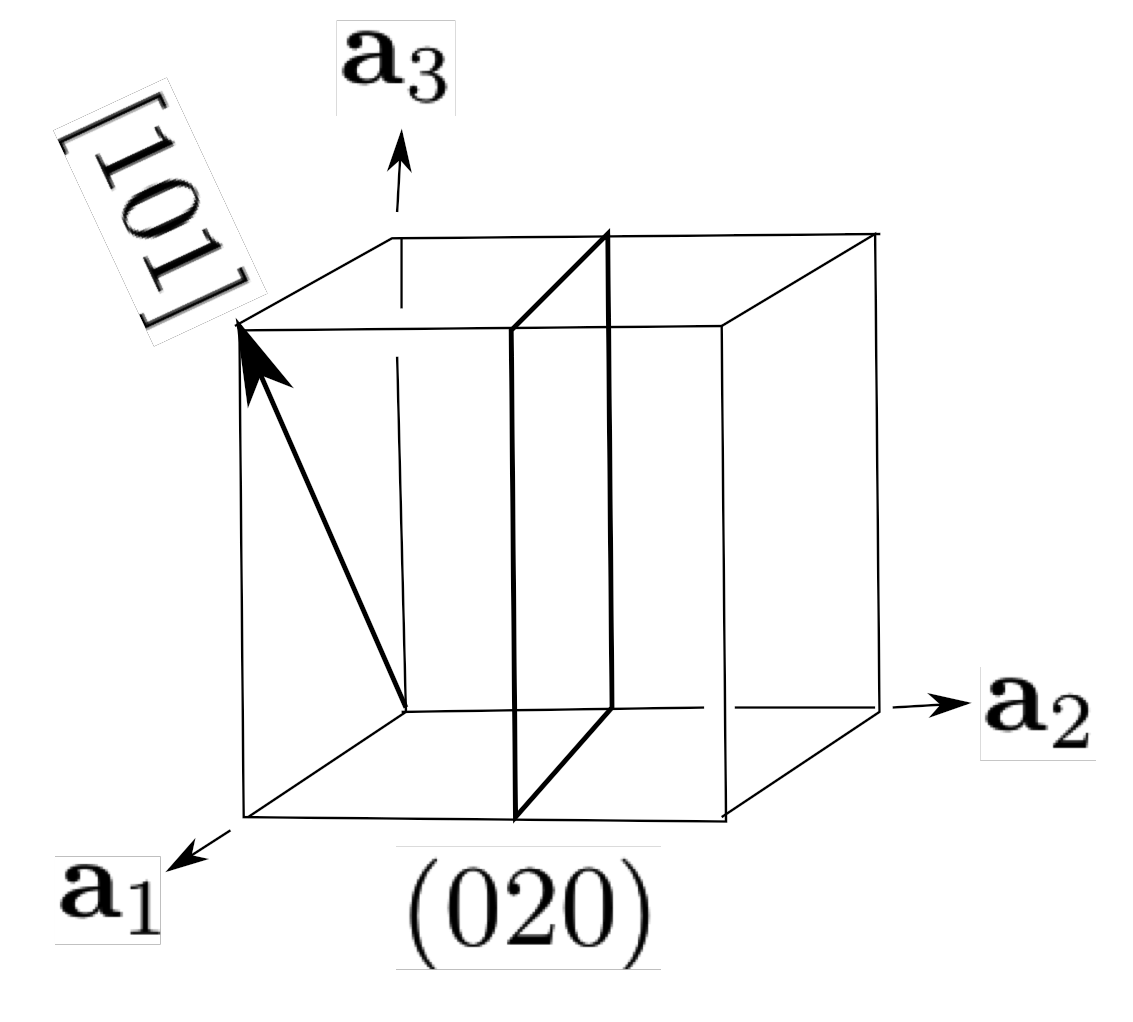 a₃
[101]
a₂
a₁
(020)